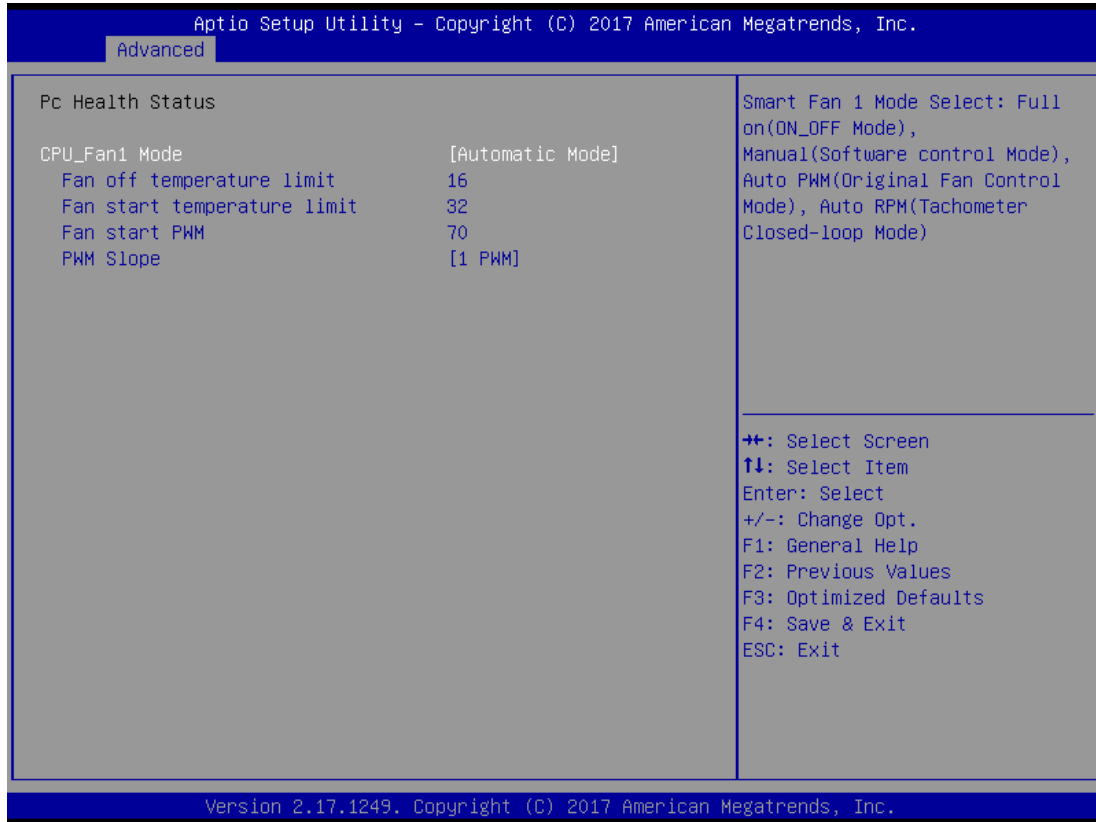 Aptio Setup Utility – Copyright (C) 2017 American Megatrends, Inc.
Advanced
Pc Health Status
CPU_Fan1 Mode [Automatic Mode]
Fan off temperature limit 16
Fan start temperature limit 32
Fan start PWM 70
PWM Slope [1 PWM]
Smart Fan 1 Mode Select: Full
on(ON_OFF Mode),
Manual(Software control Mode),
Auto PWM(Original Fan Control
Mode), Auto RPM(Tachometer
Closed-loop Mode)
→←: Select Screen
↑↓: Select Item
Enter: Select
+/-: Change Opt.
F1: General Help
F2: Previous Values
F3: Optimized Defaults
F4: Save & Exit
ESC: Exit
Version 2.17.1249. Copyright (C) 2017 American Megatrends, Inc.